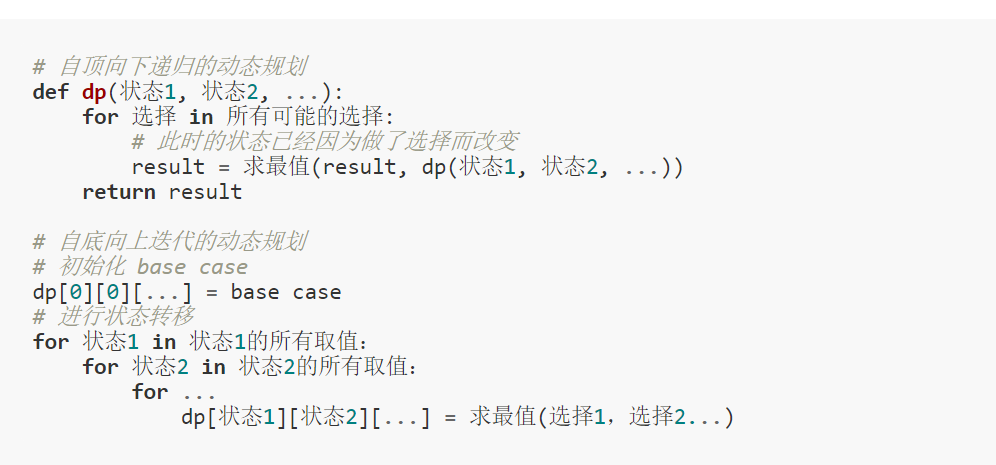 # 自顶向下递归的动态规划
def dp(状态1, 状态2, ...):
    for 选择 in 所有可能的选择:
        # 此时的状态已经因为做了选择而改变
        result = 求最值(result, dp(状态1, 状态2, ...))
    return result

# 自底向上迭代的动态规划
# 初始化 base case
dp[0][0][...] = base case
# 进行状态转移
for 状态1 in 状态1的所有取值：
    for 状态2 in 状态2的所有取值：
        for ...
            dp[状态1][状态2][...] = 求最值(选择1，选择2...)